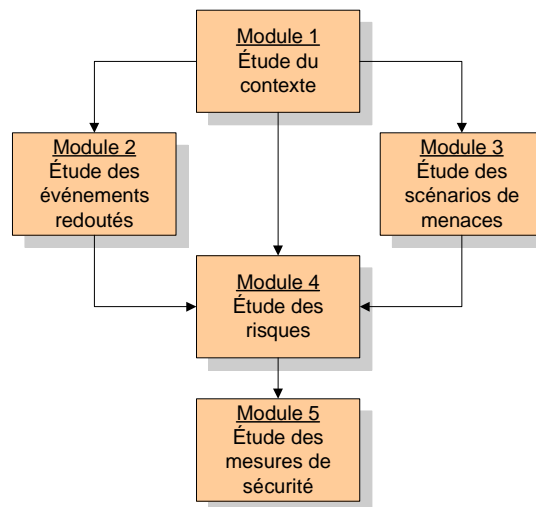 Module 1
Étude du
contexte
Module 2
Étude des
événements
redoutés
Module 3
Étude des
scénarios de
menaces
Module 4
Étude des
risques
Module 5
Étude des
mesures de
sécurité